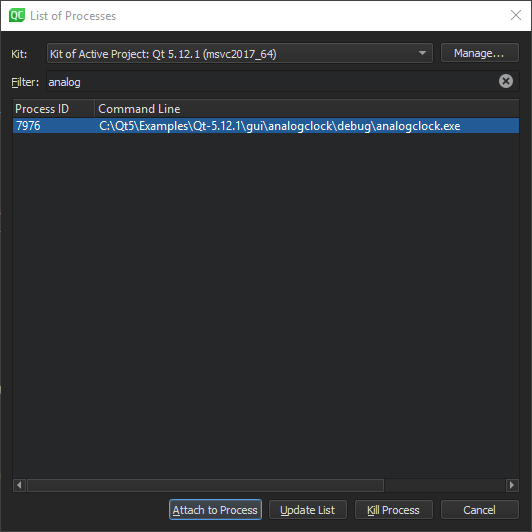 QC List of Processes
Kit: Kit of Active Project: Qt 5.12.1 (msvc2017_64) Manage...
Filter: analog
Process ID Command Line
7976 C:\Qt5\Examples\Qt-5.12.1\gui\analogclock\debug\analogclock.exe
Attach to Process Update List Kill Process Cancel